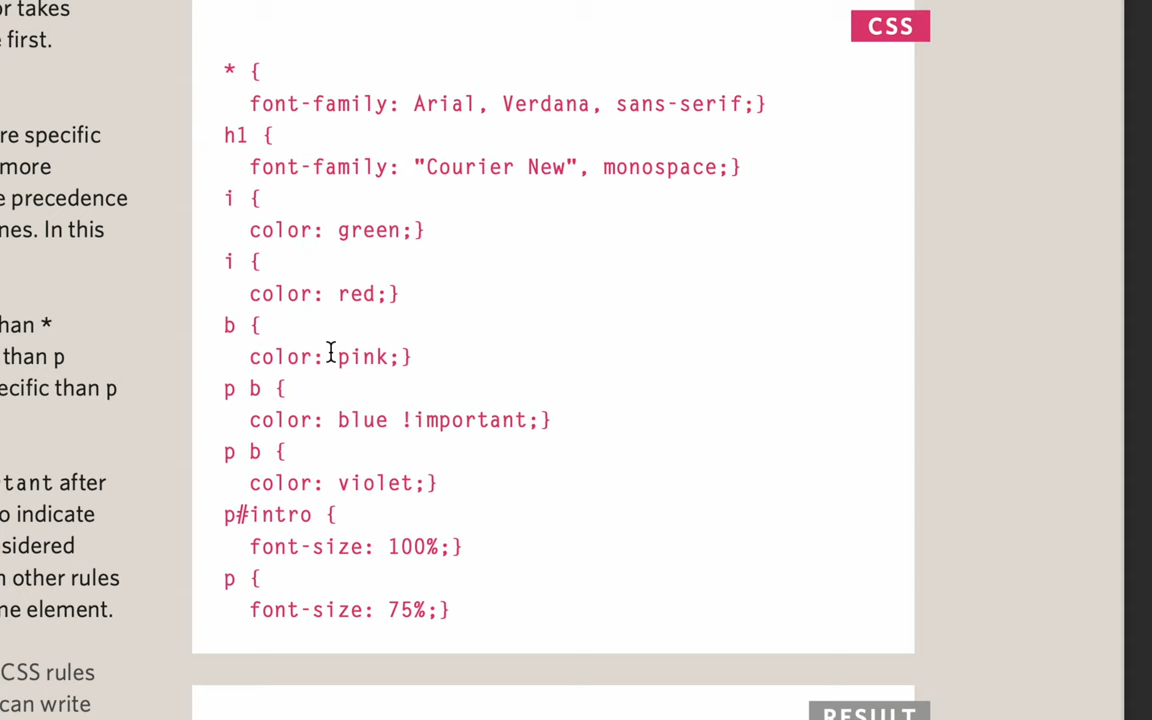 or takes
first.
re specific
more
e precedence
nes. In this
han *
than p
ecific than p
tant after
o indicate
sidered
n other rules
ne element.
CSS rules
can write
CSS
* {
font-family: Arial, Verdana, sans-serif;}
h1 {
font-family: "Courier New", monospace;}
i {
color: green;}
i {
color: red;}
b {
color: pink;}
p b {
color: blue !important;}
p b {
color: violet;}
p#intro {
font-size: 100%;}
p {
font-size: 75%;}
RESULT